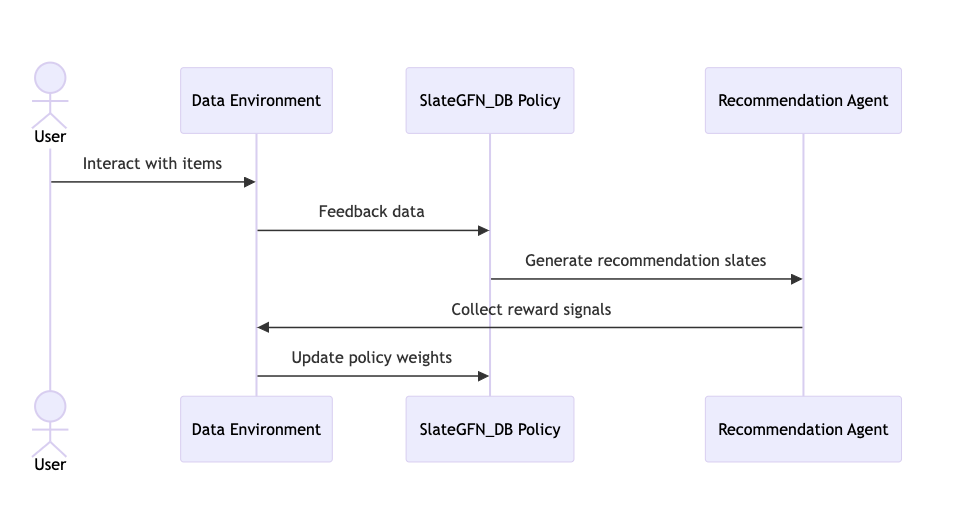 Data Environment
SlateGFN_DB Policy
Recommendation Agent
User
Interact with items
Feedback data
Generate recommendation slates
Collect reward signals
Update policy weights
Data Environment
SlateGFN_DB Policy
Recommendation Agent
User